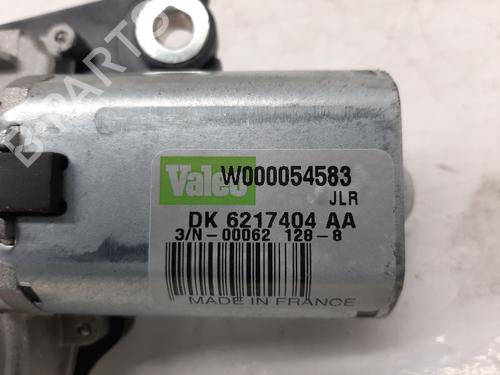 B-PARTS
Valeo W000054583
JLR
DK 6217404 AA
3/N-00062 128-8
MADE IN FRANCE